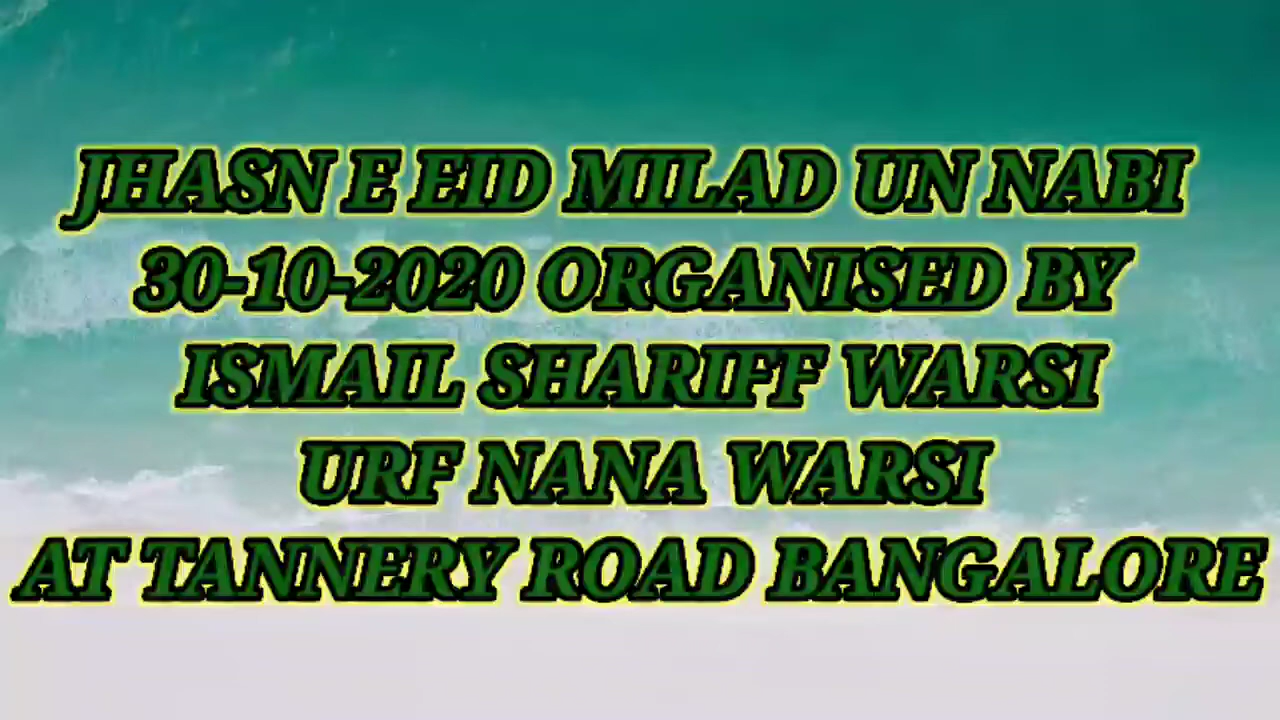 JHASN E EID MILAD UN NABI
30-10-2020 ORGANISED BY
ISMAIL SHARIFF WARSI
URF NANA WARSI
AT TANNERY ROAD BANGALORE